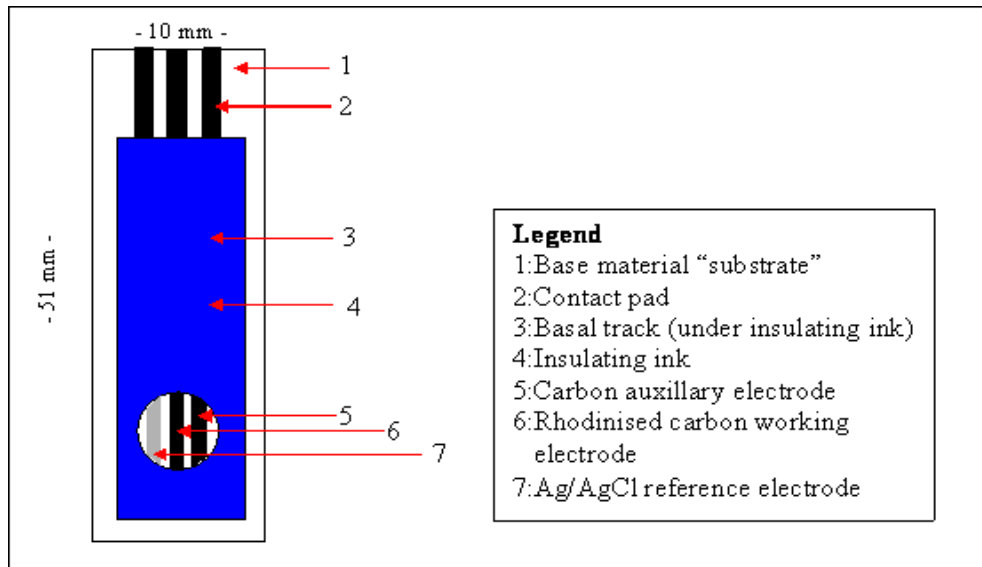 - 10 mm -
1
2
3
4
- 51 mm -
5
6
7
Legend
1:Base material “substrate”
2:Contact pad
3:Basal track (under insulating ink)
4:Insulating ink
5:Carbon auxillary electrode
6:Rhodinised carbon working
electrode
7:Ag/AgCl reference electrode